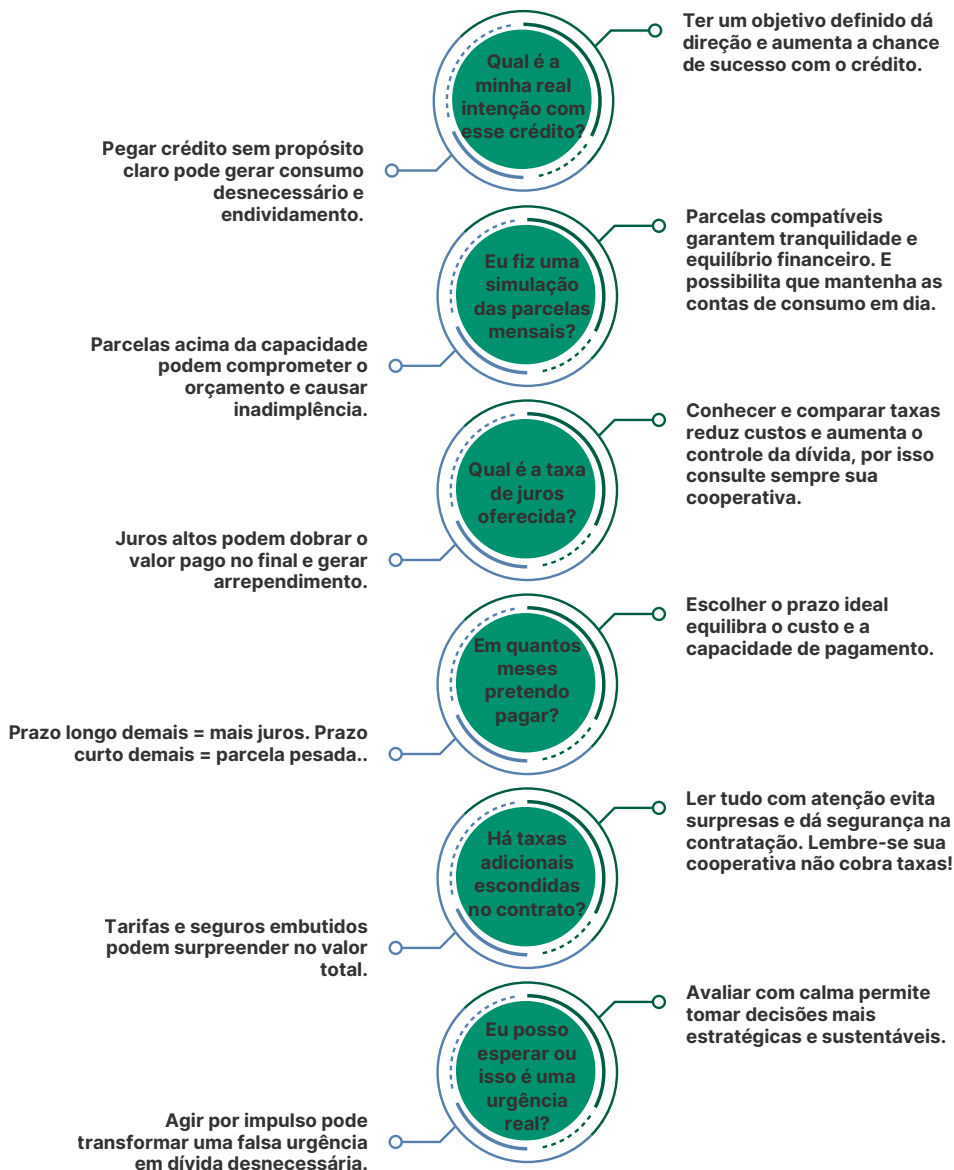 Qual é a
minha real
intenção com
esse crédito?
Ter um objetivo definido dá
direção e aumenta a chance
de sucesso com o crédito.
Pegar crédito sem propósito
claro pode gerar consumo
desnecessário e
endividamento.
Eu fiz uma
simulação
das parcelas
mensais?
Parcelas compatíveis
garantem tranquilidade e
equilíbrio financeiro. E
possibilita que mantenha as
contas de consumo em dia.
Parcelas acima da capacidade
podem comprometer o
orçamento e causar
inadimplência.
Qual é a taxa
de juros
oferecida?
Conhecer e comparar taxas
reduz custos e aumenta o
controle da dívida, por isso
consulte sempre sua
cooperativa.
Juros altos podem dobrar o
valor pago no final e gerar
arrependimento.
Em quantos
meses
pretendo
pagar?
Escolher o prazo ideal
equilibra o custo e a
capacidade de pagamento.
Prazo longo demais = mais juros. Prazo
curto demais = parcela pesada..
Há taxas
adicionais
escondidas
no contrato?
Ler tudo com atenção evita
surpresas e dá segurança na
contratação. Lembre-se sua
cooperativa não cobra taxas!
Tarifas e seguros embutidos
podem surpreender no valor
total.
Eu posso
esperar ou
isso é uma
urgência
real?
Avaliar com calma permite
tomar decisões mais
estratégicas e sustentáveis.
Agir por impulso pode
transformar uma falsa urgência
em dívida desnecessária.